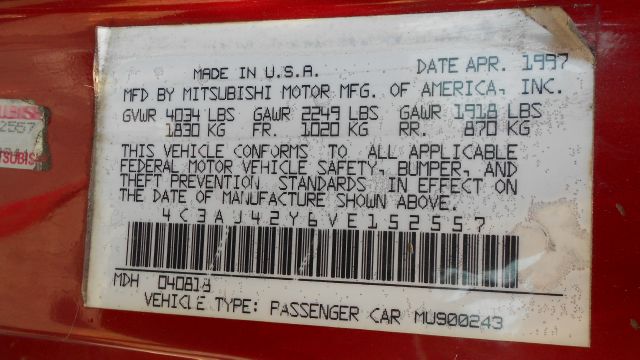 MADE IN U.S.A. DATE APR. 1997
MFD BY MITSUBISHI MOTOR MFG. OF AMERICA, INC.
GVWR 4034 LBS GAWR 2249 LBS GAWR 1918 LBS
1830 KG FR. 1020 KG RR. 870 KG
THIS VEHICLE CONFORMS TO ALL APPLICABLE
FEDERAL MOTOR VEHICLE SAFETY, BUMPER, AND
THEFT PREVENTION STANDARDS IN EFFECT ON
THE DATE OF MANUFACTURE SHOWN ABOVE.
4C3AJ42Y6VE152557
MDH 040818
VEHICLE TYPE: PASSENGER CAR MU900243
2557